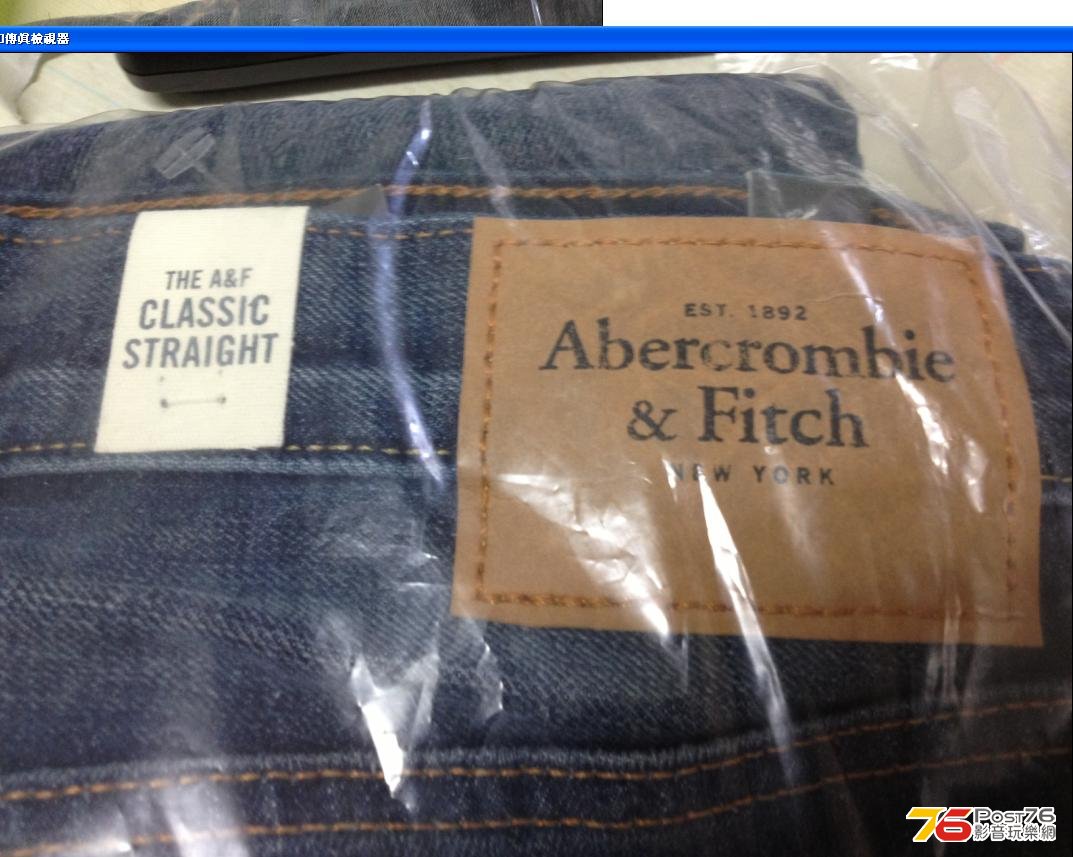 傳真檢視器
THE A&F
CLASSIC
STRAIGHT
EST. 1892
Abercrombie
& Fitch
NEW YORK
76 Post76
影音玩樂網